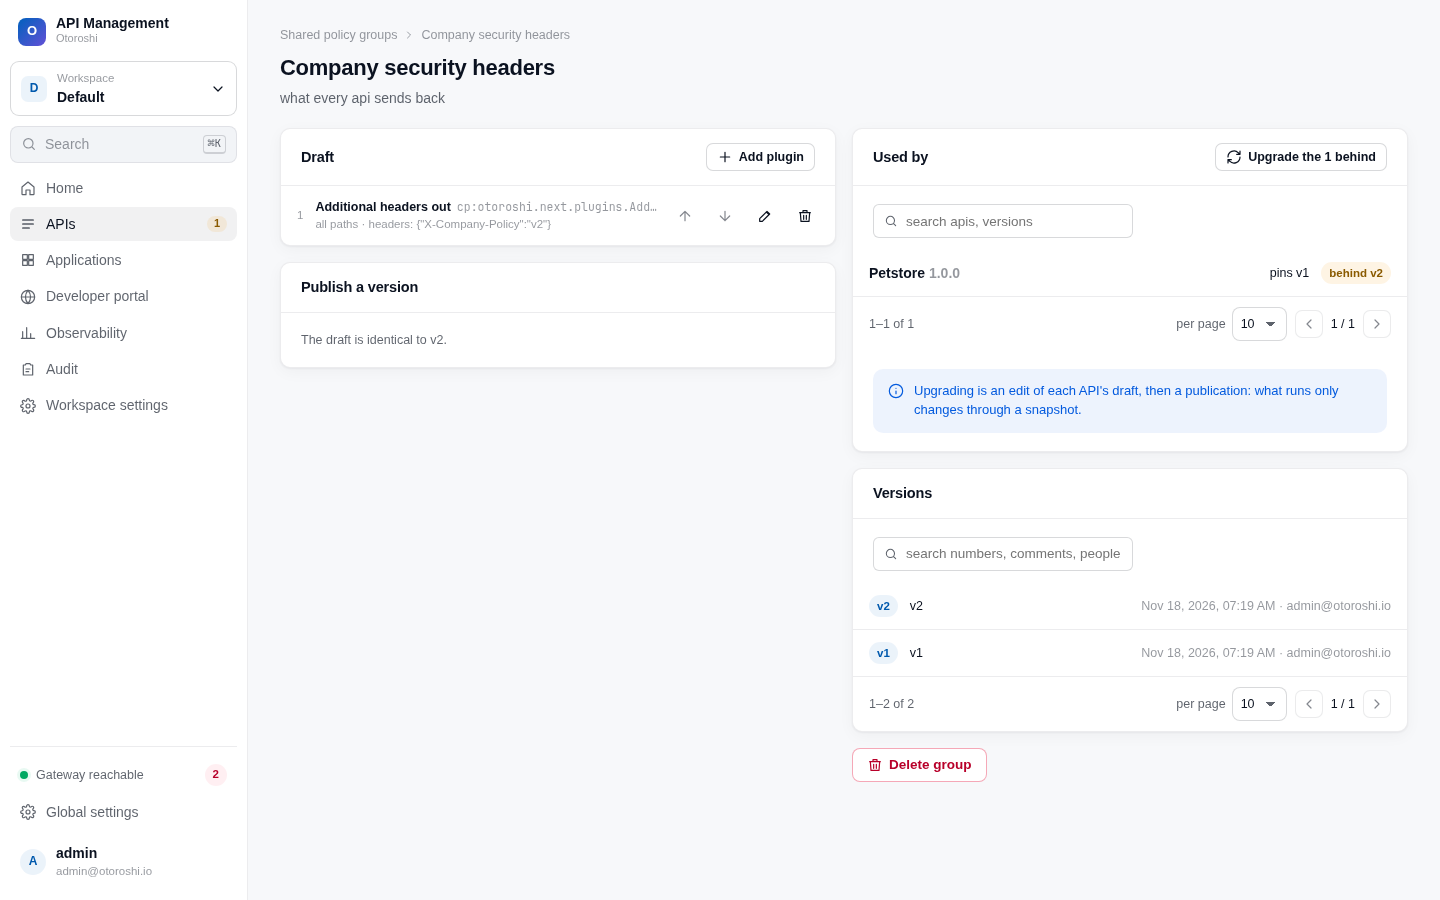 O
API Management
Otoroshi
D
Workspace
Default
Search
⌘K
Home
APIs
1
Applications
Developer portal
Observability
Audit
Workspace settings
Gateway reachable
2
Global settings
A
admin
admin@otoroshi.io
Shared policy groups
Company security headers
Company security headers
what every api sends back
Draft
Add plugin
1
Additional headers out cp:otoroshi.next.plugins.Add…
all paths · headers: {"X-Company-Policy":"v2"}
Publish a version
The draft is identical to v2.
Used by
Upgrade the 1 behind
search apis, versions
Petstore 1.0.0
pins v1
behind v2
1–1 of 1
per page
10
1 / 1
Upgrading is an edit of each API's draft, then a publication: what runs only
changes through a snapshot.
Versions
search numbers, comments, people
v2
v2
Nov 18, 2026, 07:19 AM · admin@otoroshi.io
v1
v1
Nov 18, 2026, 07:19 AM · admin@otoroshi.io
1–2 of 2
per page
10
1 / 1
Delete group